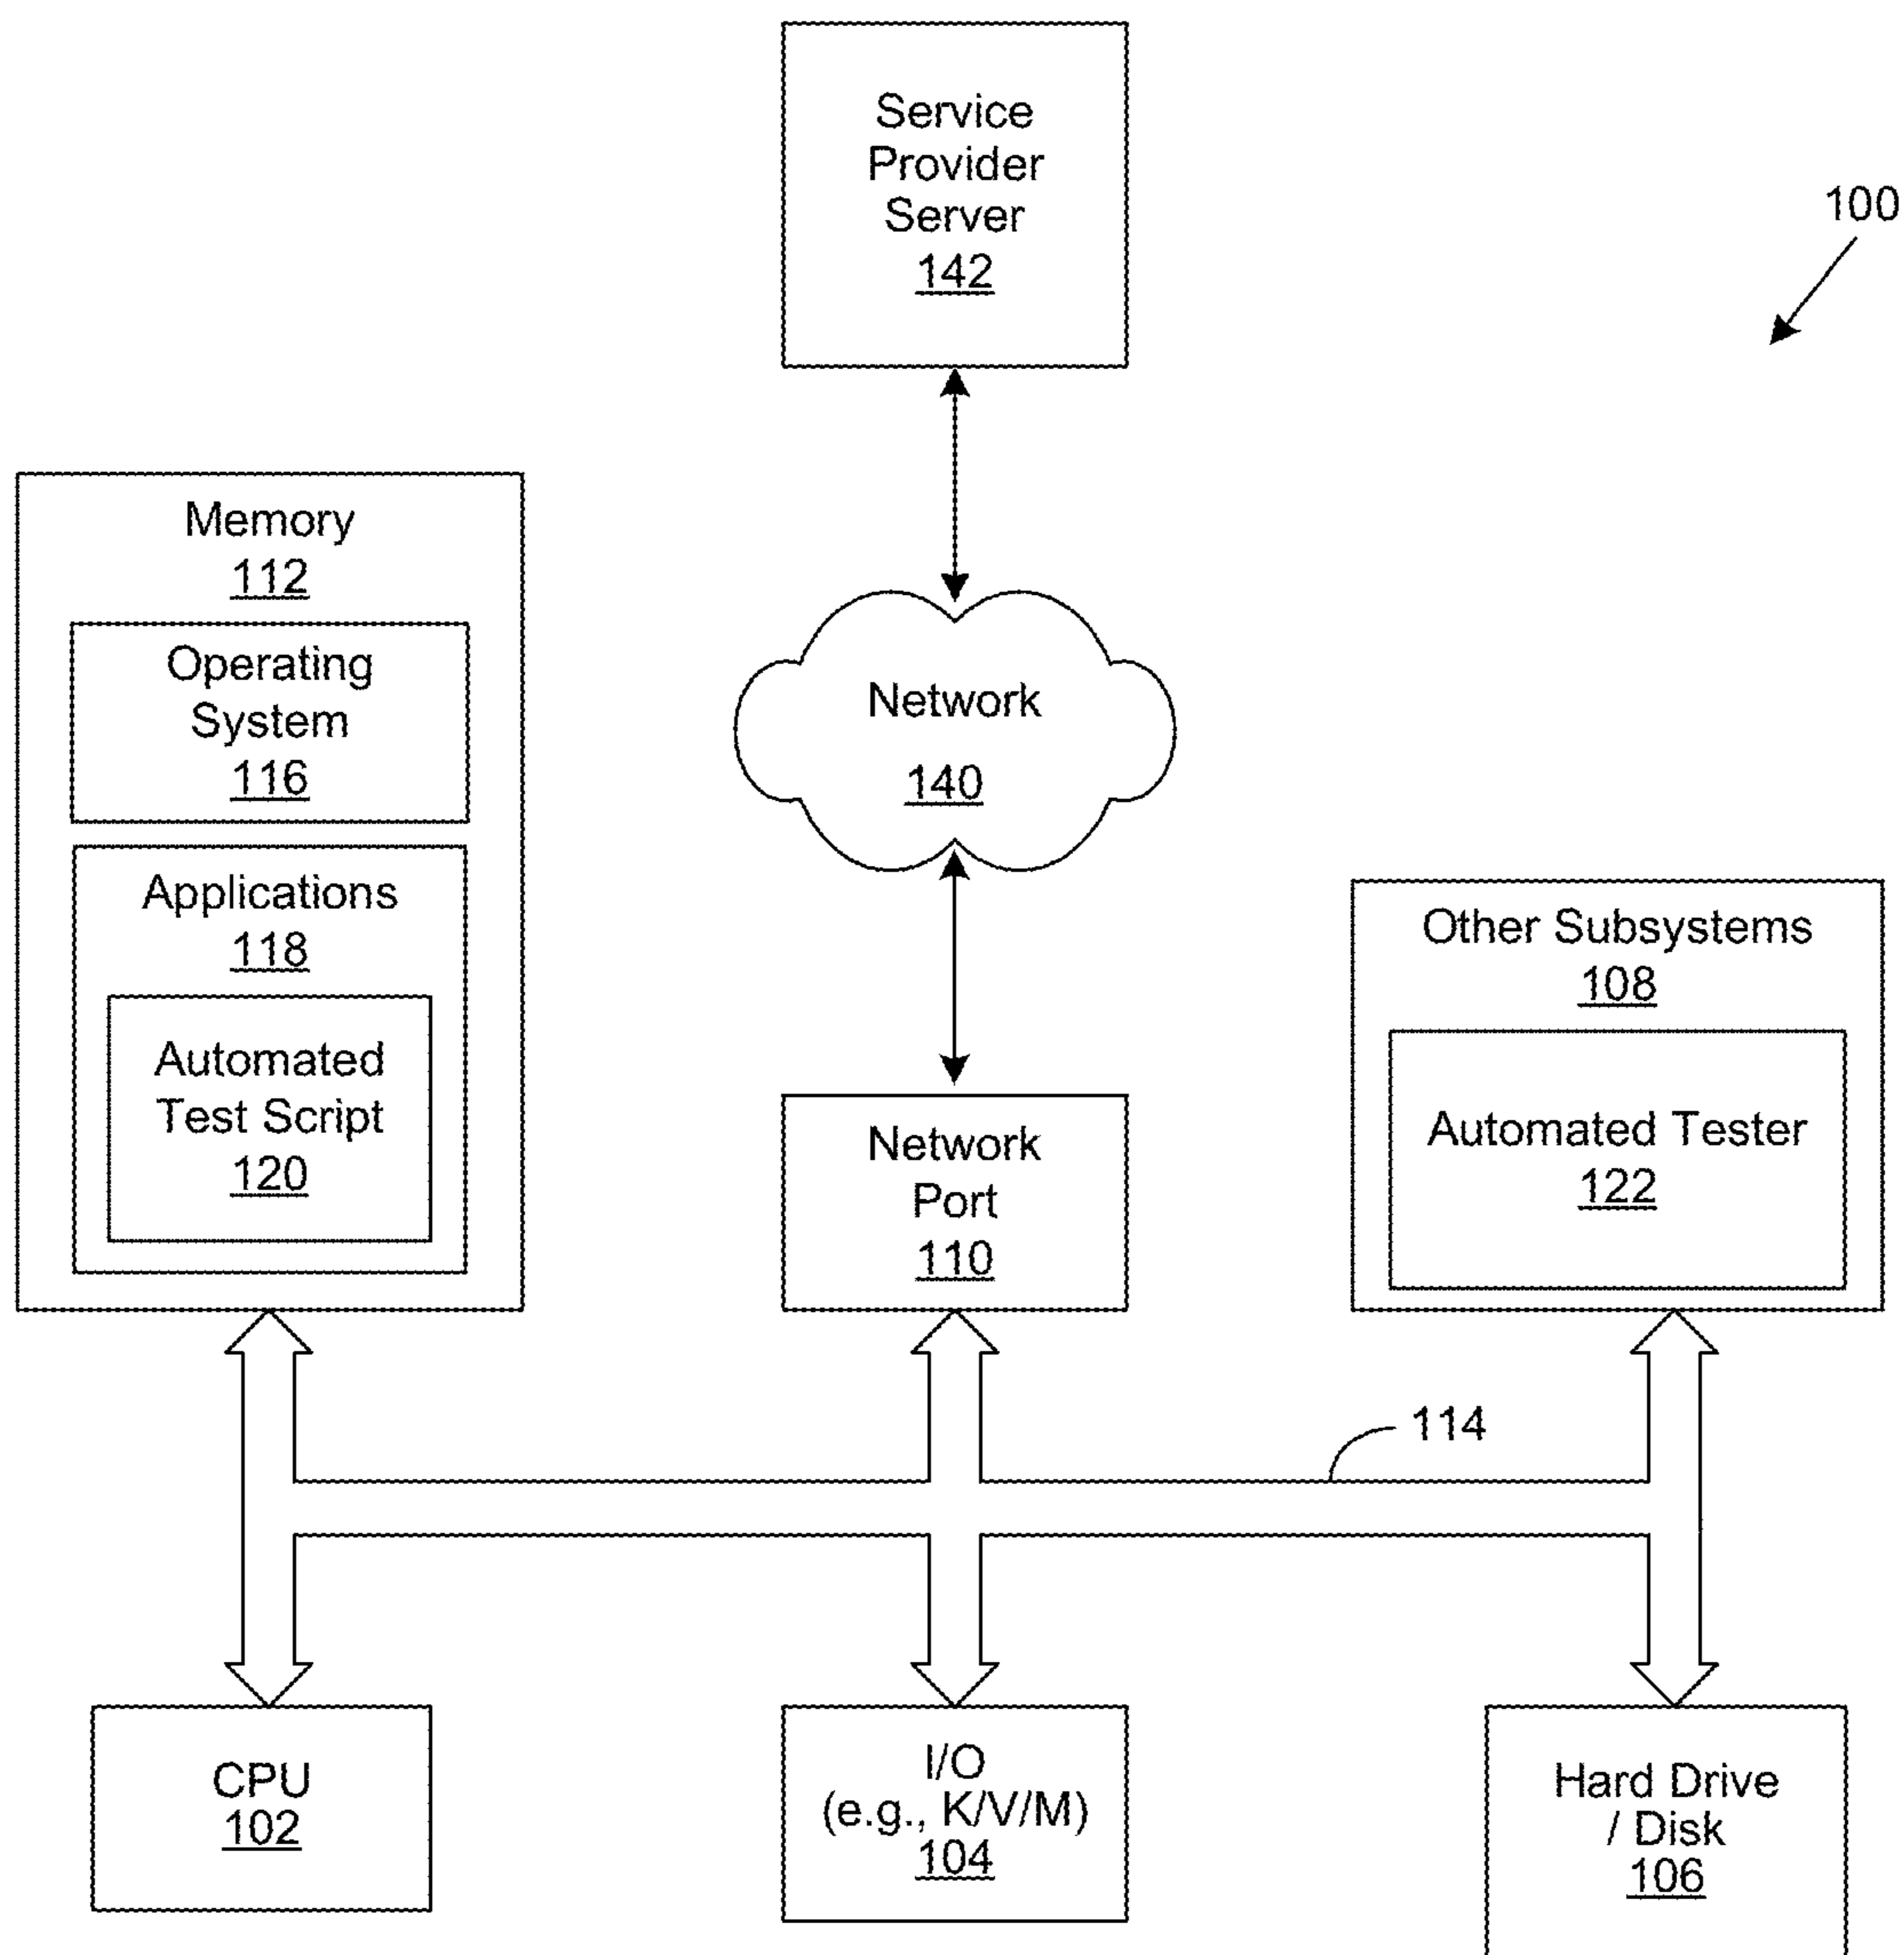 Service
Provider
Server
142
100
Memory
112
Operating
System
116
Applications
118
Automated
Test Script
120
Network
140
Network
Port
110
Other Subsystems
108
Automated Tester
122
114
CPU
102
I/O
(e.g., K/V/M)
104
Hard Drive
/ Disk
106